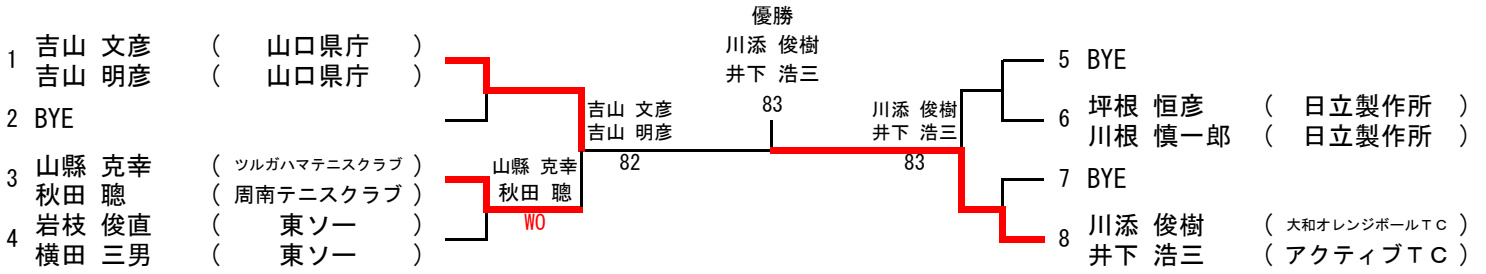 優勝
川添 俊樹
井下 浩三
83
1 吉山 文彦 ( 山口県庁 )
吉山 明彦 ( 山口県庁 )
2 BYE
3 山縣 克幸 ( ツルガハマテニスクラブ )
秋田 聰 ( 周南テニスクラブ )
4 岩枝 俊直 ( 東ソー )
横田 三男 ( 東ソー )
山縣 克幸
秋田 聰
WO
吉山 文彦
吉山 明彦
82
川添 俊樹
井下 浩三
83
5 BYE
6 坪根 恒彦 ( 日立製作所 )
川根 慎一郎 ( 日立製作所 )
7 BYE
8 川添 俊樹 ( 大和オレンジボールTC )
井下 浩三 ( アクティブTC )